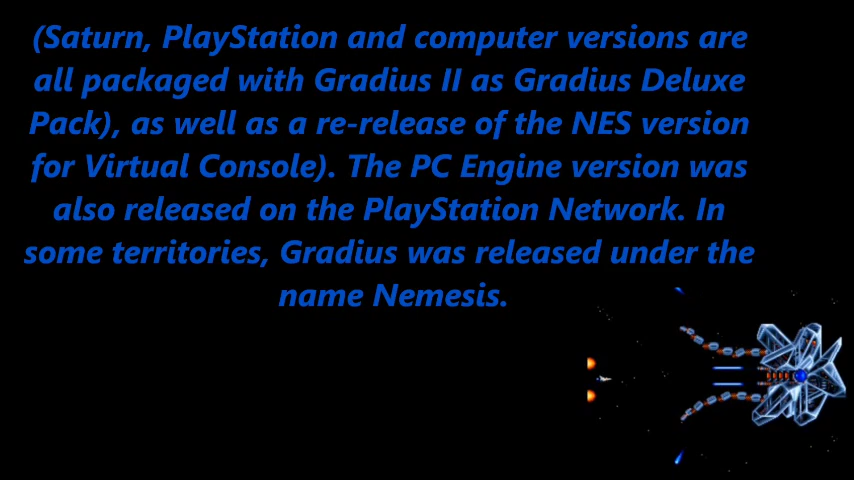 (Saturn, PlayStation and computer versions are
all packaged with Gradius II as Gradius Deluxe
Pack), as well as a re-release of the NES version
for Virtual Console). The PC Engine version was
also released on the PlayStation Network. In
some territories, Gradius was released under the
name Nemesis.